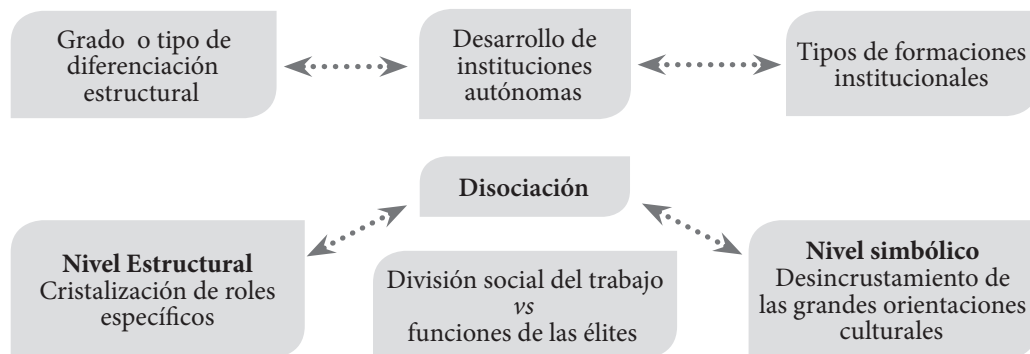 Grado o tipo de
diferenciación
estructural
Desarrollo de
instituciones
autónomas
Tipos de formaciones
institucionales
Disociación
Nivel Estructural
Cristalización de roles
específicos
División social del trabajo
vs
funciones de las élites
Nivel simbólico
Desincrustamiento de
las grandes orientaciones
culturales